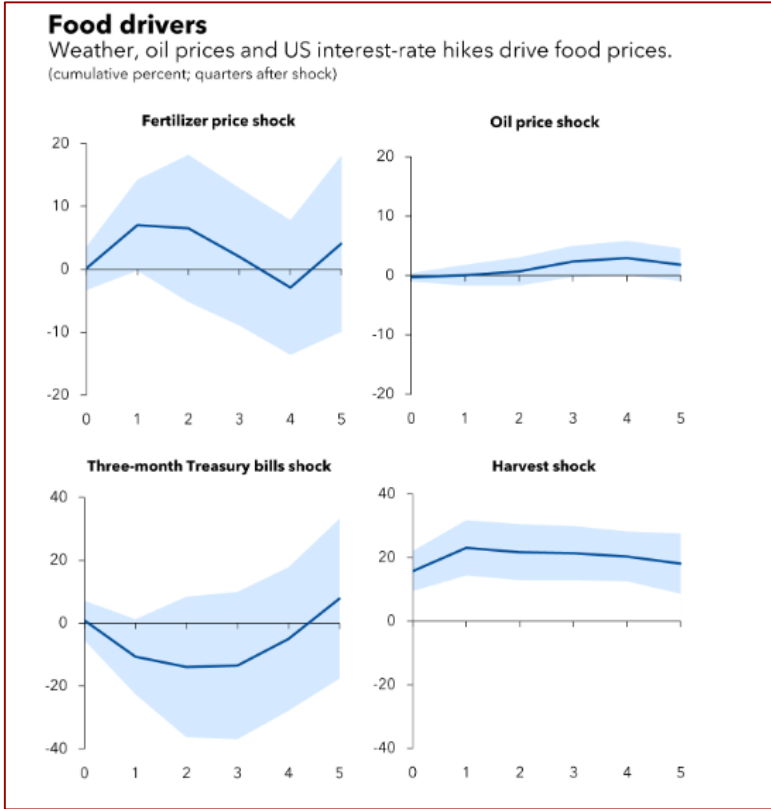 Food drivers
Weather, oil prices and US interest-rate hikes drive food prices.
(cumulative percent; quarters after shock)
Fertilizer price shock
20
10
0
-10
-20
0 1 2 3 4 5
Oil price shock
20
10
0
-10
-20
0 1 2 3 4 5
Three-month Treasury bills shock
40
20
0
-20
-40
0 1 2 3 4 5
Harvest shock
40
20
0
-20
-40
0 1 2 3 4 5